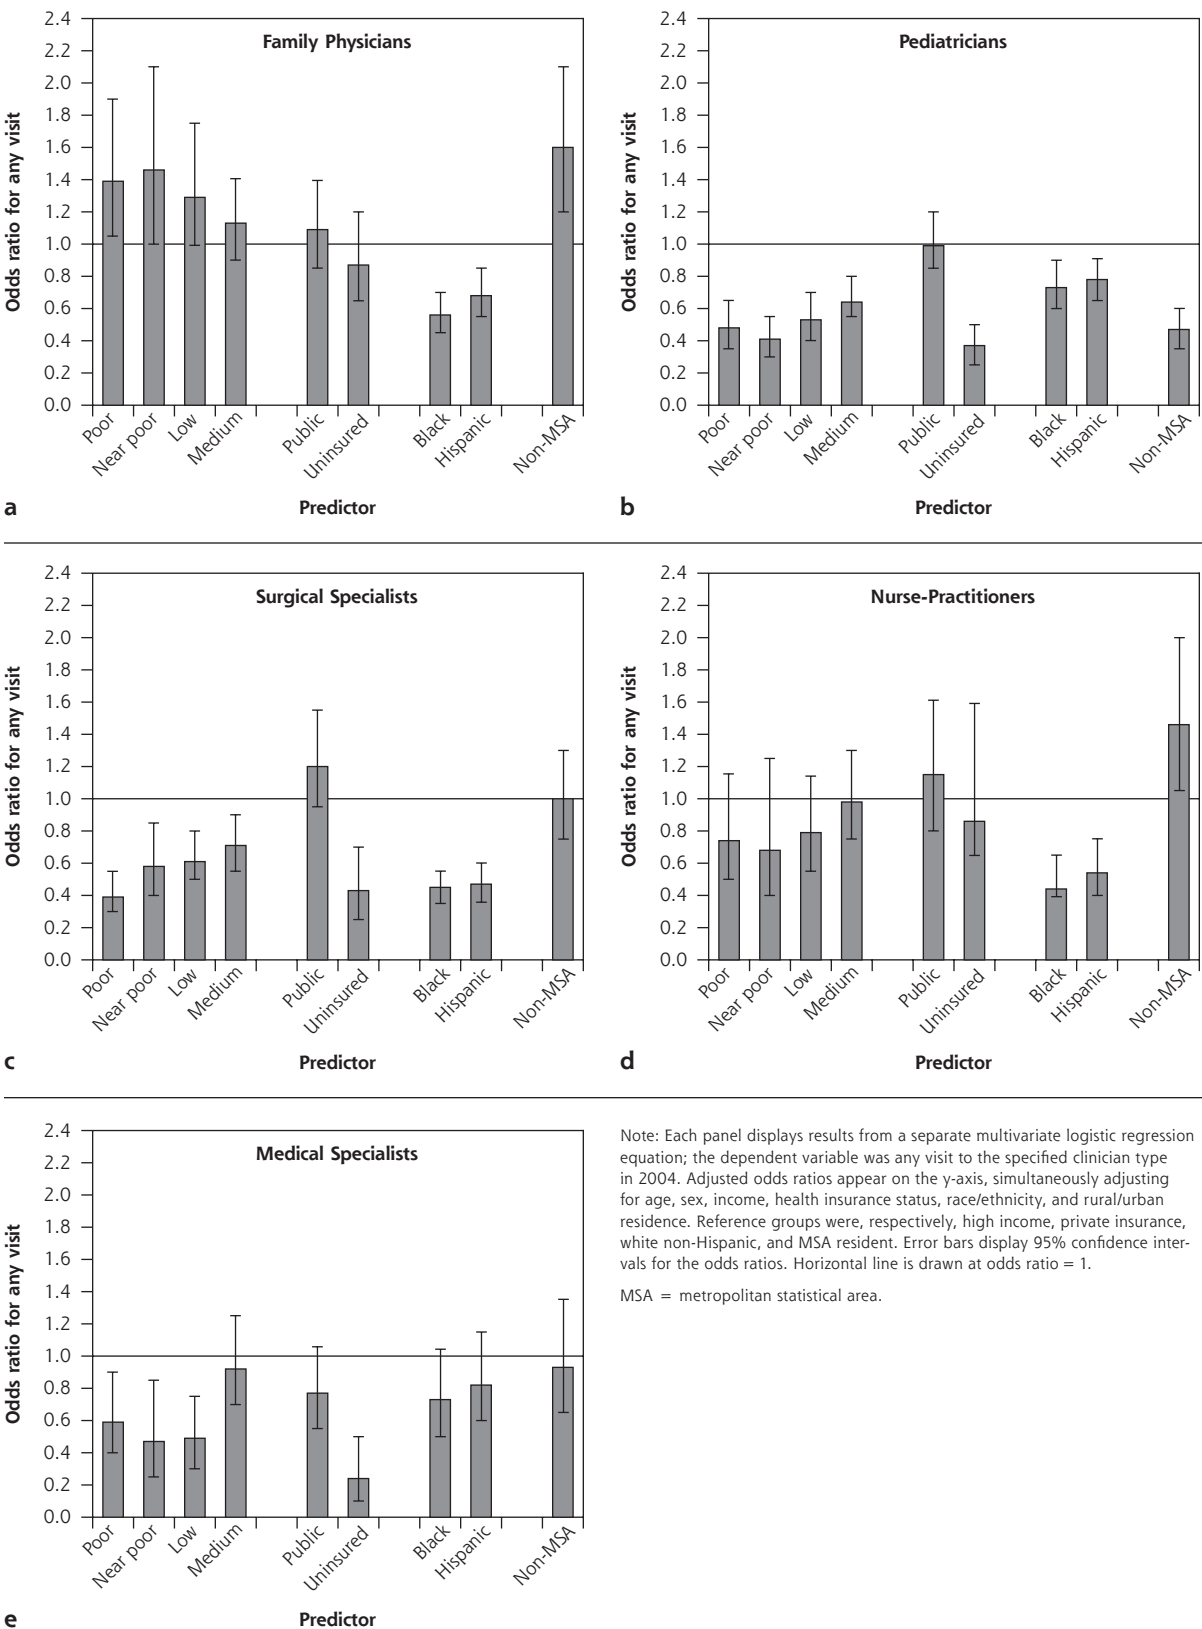 Family Physicians
Odds ratio for any visit
2.4
2.2
2.0
1.8
1.6
1.4
1.2
1.0
0.8
0.6
0.4
0.2
0.0
Poor
Near poor
Low
Medium
Public
Uninsured
Black
Hispanic
Non-MSA
Predictor
a
Pediatricians
Odds ratio for any visit
2.4
2.2
2.0
1.8
1.6
1.4
1.2
1.0
0.8
0.6
0.4
0.2
0.0
Poor
Near poor
Low
Medium
Public
Uninsured
Black
Hispanic
Non-MSA
Predictor
b
Surgical Specialists
Odds ratio for any visit
2.4
2.2
2.0
1.8
1.6
1.4
1.2
1.0
0.8
0.6
0.4
0.2
0.0
Poor
Near poor
Low
Medium
Public
Uninsured
Black
Hispanic
Non-MSA
Predictor
c
Nurse-Practitioners
Odds ratio for any visit
2.4
2.2
2.0
1.8
1.6
1.4
1.2
1.0
0.8
0.6
0.4
0.2
0.0
Poor
Near poor
Low
Medium
Public
Uninsured
Black
Hispanic
Non-MSA
Predictor
d
Medical Specialists
Odds ratio for any visit
2.4
2.2
2.0
1.8
1.6
1.4
1.2
1.0
0.8
0.6
0.4
0.2
0.0
Poor
Near poor
Low
Medium
Public
Uninsured
Black
Hispanic
Non-MSA
Predictor
e
Note: Each panel displays results from a separate multivariate logistic regression
equation; the dependent variable was any visit to the specified clinician type
in 2004. Adjusted odds ratios appear on the y-axis, simultaneously adjusting
for age, sex, income, health insurance status, race/ethnicity, and rural/urban
residence. Reference groups were, respectively, high income, private insurance,
white non-Hispanic, and MSA resident. Error bars display 95% confidence inter-
vals for the odds ratios. Horizontal line is drawn at odds ratio = 1.
MSA = metropolitan statistical area.